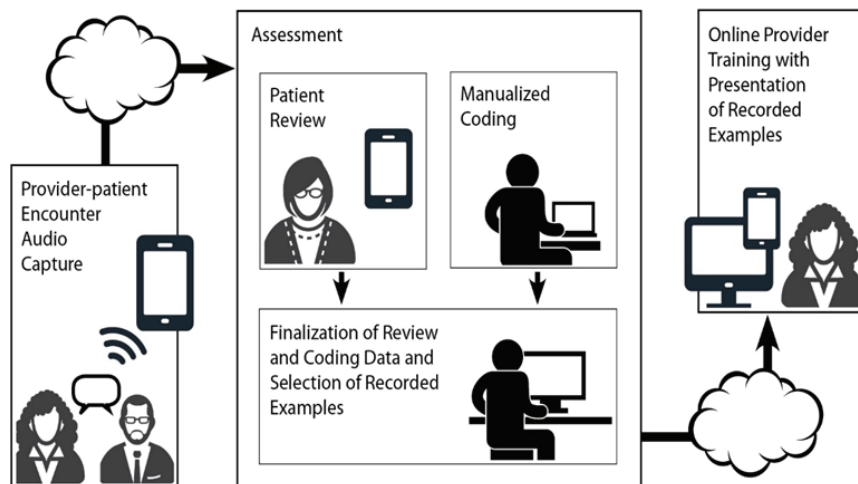 Provider-patient
Encounter
Audio
Capture
Assessment
Patient
Review
Manualized
Coding
Finalization of Review
and Coding Data and
Selection of Recorded
Examples
Online Provider
Training with
Presentation
of Recorded
Examples